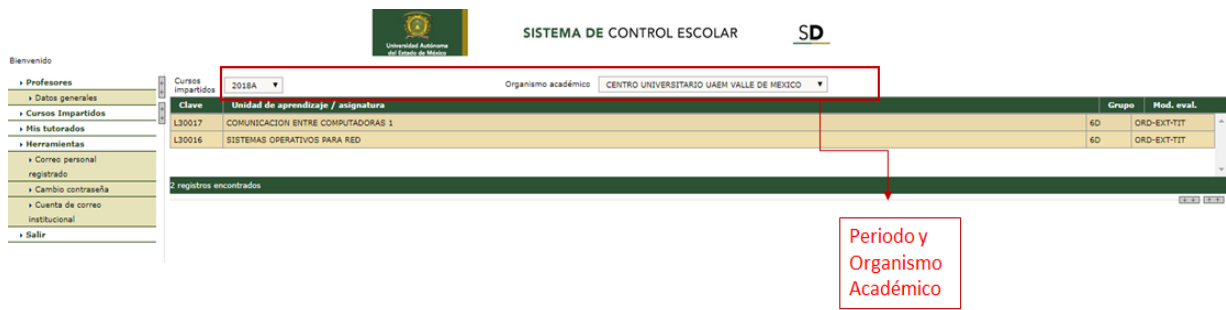 Universidad Autónoma
del Estado de México
SISTEMA DE CONTROL ESCOLAR
SD
Bienvenido
Profesores
Datos generales
Cursos Impartidos
Mis tutorados
Herramientas
Correo personal
registrado
Cambio contraseña
Cuenta de correo
institucional
Salir
Cursos
impartidos
2018A
Organismo académico CENTRO UNIVERSITARIO UAEM VALLE DE MEXICO
Clave Unidad de aprendizaje / asignatura Grupo Mod. eval.
L30017 COMUNICACION ENTRE COMPUTADORAS 1 6D ORD-EXT-TIT
L30016 SISTEMAS OPERATIVOS PARA RED 6D ORD-EXT-TIT
2 registros encontrados
Periodo y
Organismo
Académico